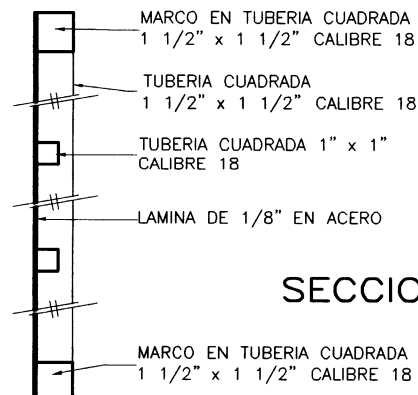 MARCO EN TUBERIA CUADRADA
1 1/2" x 1 1/2" CALIBRE 18
TUBERIA CUADRADA
1 1/2" x 1 1/2" CALIBRE 18
TUBERIA CUADRADA 1" x 1"
CALIBRE 18
LAMINA DE 1/8" EN ACERO
SECCIO
MARCO EN TUBERIA CUADRADA
1 1/2" x 1 1/2" CALIBRE 18